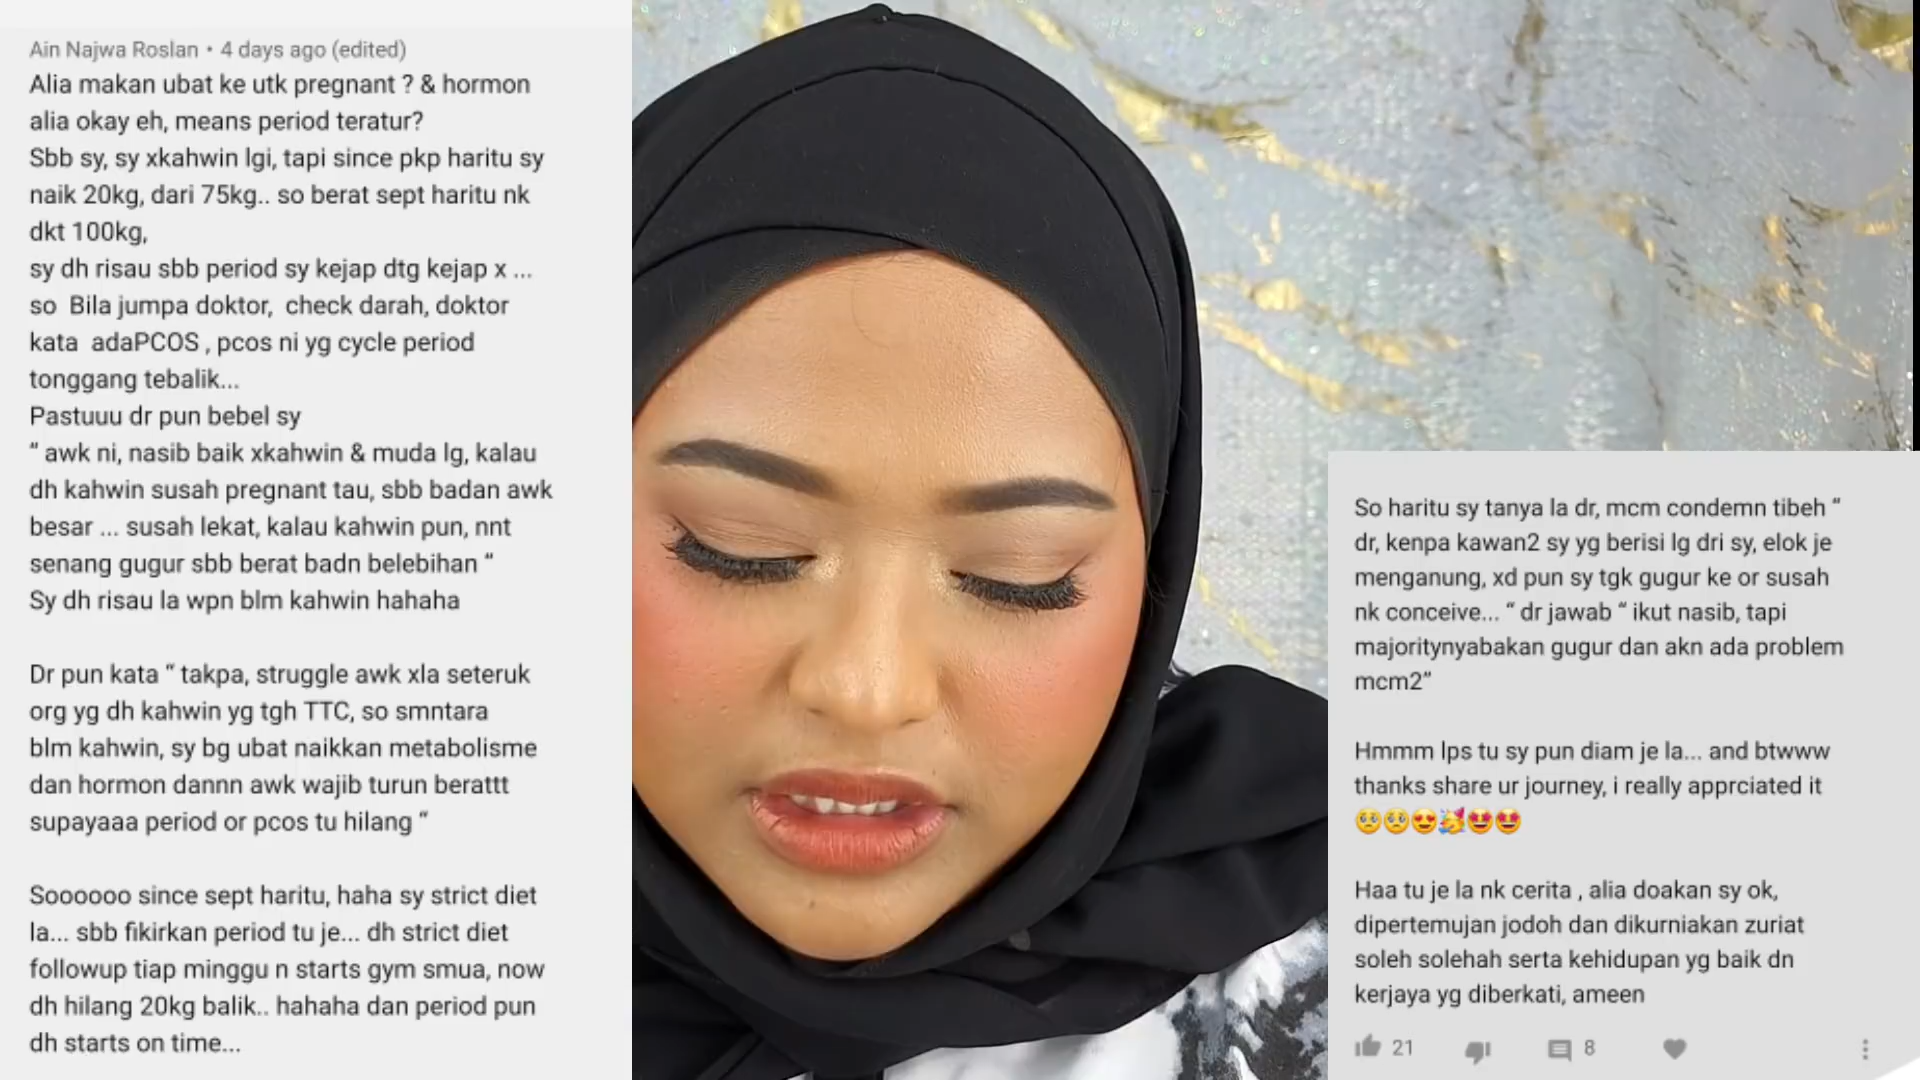 Ain Najwa Roslan • 4 days ago (edited)
Alia makan ubat ke utk pregnant ? & hormon
alia okay eh, means period teratur?
Sbb sy, sy xkahwin lgi, tapi since pkp haritu sy
naik 20kg, dari 75kg.. so berat sept haritu nk
dkt 100kg,
sy dh risau sbb period sy kejap dtg kejap x ...
so Bila jumpa doktor, check darah, doktor
kata adaPCOS , pcos ni yg cycle period
tonggang tebalik...
Pastuuu dr pun bebel sy
“ awk ni, nasib baik xkahwin & muda lg, kalau
dh kahwin susah pregnant tau, sbb badan awk
besar ... susah lekat, kalau kahwin pun, nnt
senang gugur sbb berat badn belebihan “
Sy dh risau la wpn blm kahwin hahaha
Dr pun kata “ takpa, struggle awk xla seteruk
org yg dh kahwin yg tgh TTC, so smntara
blm kahwin, sy bg ubat naikkan metabolisme
dan hormon dannn awk wajib turun berattt
supayaaa period or pcos tu hilang “
Soooooo since sept haritu, haha sy strict diet
la... sbb fikirkan period tu je... dh strict diet
followup tiap minggu n starts gym smua, now
dh hilang 20kg balik.. hahaha dan period pun
dh starts on time...
So haritu sy tanya la dr, mcm condemn tibeh “
dr, kenpa kawan2 sy yg berisi lg dri sy, elok je
menganung, xd pun sy tgk gugur ke or susah
nk conceive... “ dr jawab “ ikut nasib, tapi
majoritynyabakan gugur dan akn ada problem
mcm2”
Hmmm lps tu sy pun diam je la... and btwww
thanks share ur journey, i really apprciated it
🥺🥺😍🥳🤩🤩
Haa tu je la nk cerita , alia doakan sy ok,
dipertemujan jodoh dan dikurniakan zuriat
soleh solehah serta kehidupan yg baik dn
kerjaya yg diberkati, ameen
21 8